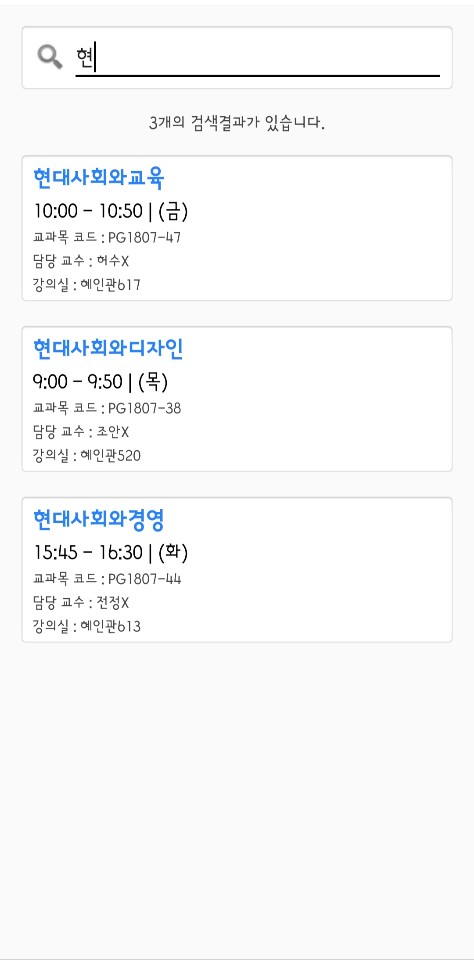 현
3개의 검색결과가 있습니다.
현대사회와교육
10:00 - 10:50 | (금)
교과목 코드 : PG1807-47
담당 교수 : 허수X
강의실 : 혜인관617
현대사회와디자인
9:00 - 9:50 | (목)
교과목 코드 : PG1807-38
담당 교수 : 조안X
강의실 : 혜인관520
현대사회와경영
15:45 - 16:30 | (화)
교과목 코드 : PG1807-44
담당 교수 : 전정X
강의실 : 혜인관613